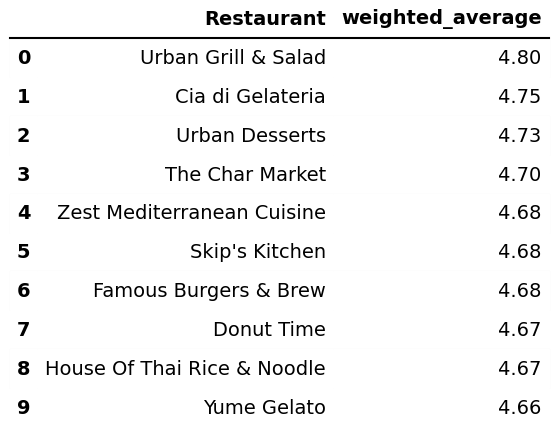 Restaurant weighted_average
0 Urban Grill & Salad 4.80
1 Cia di Gelateria 4.75
2 Urban Desserts 4.73
3 The Char Market 4.70
4 Zest Mediterranean Cuisine 4.68
5 Skip's Kitchen 4.68
6 Famous Burgers & Brew 4.68
7 Donut Time 4.67
8 House Of Thai Rice & Noodle 4.67
9 Yume Gelato 4.66